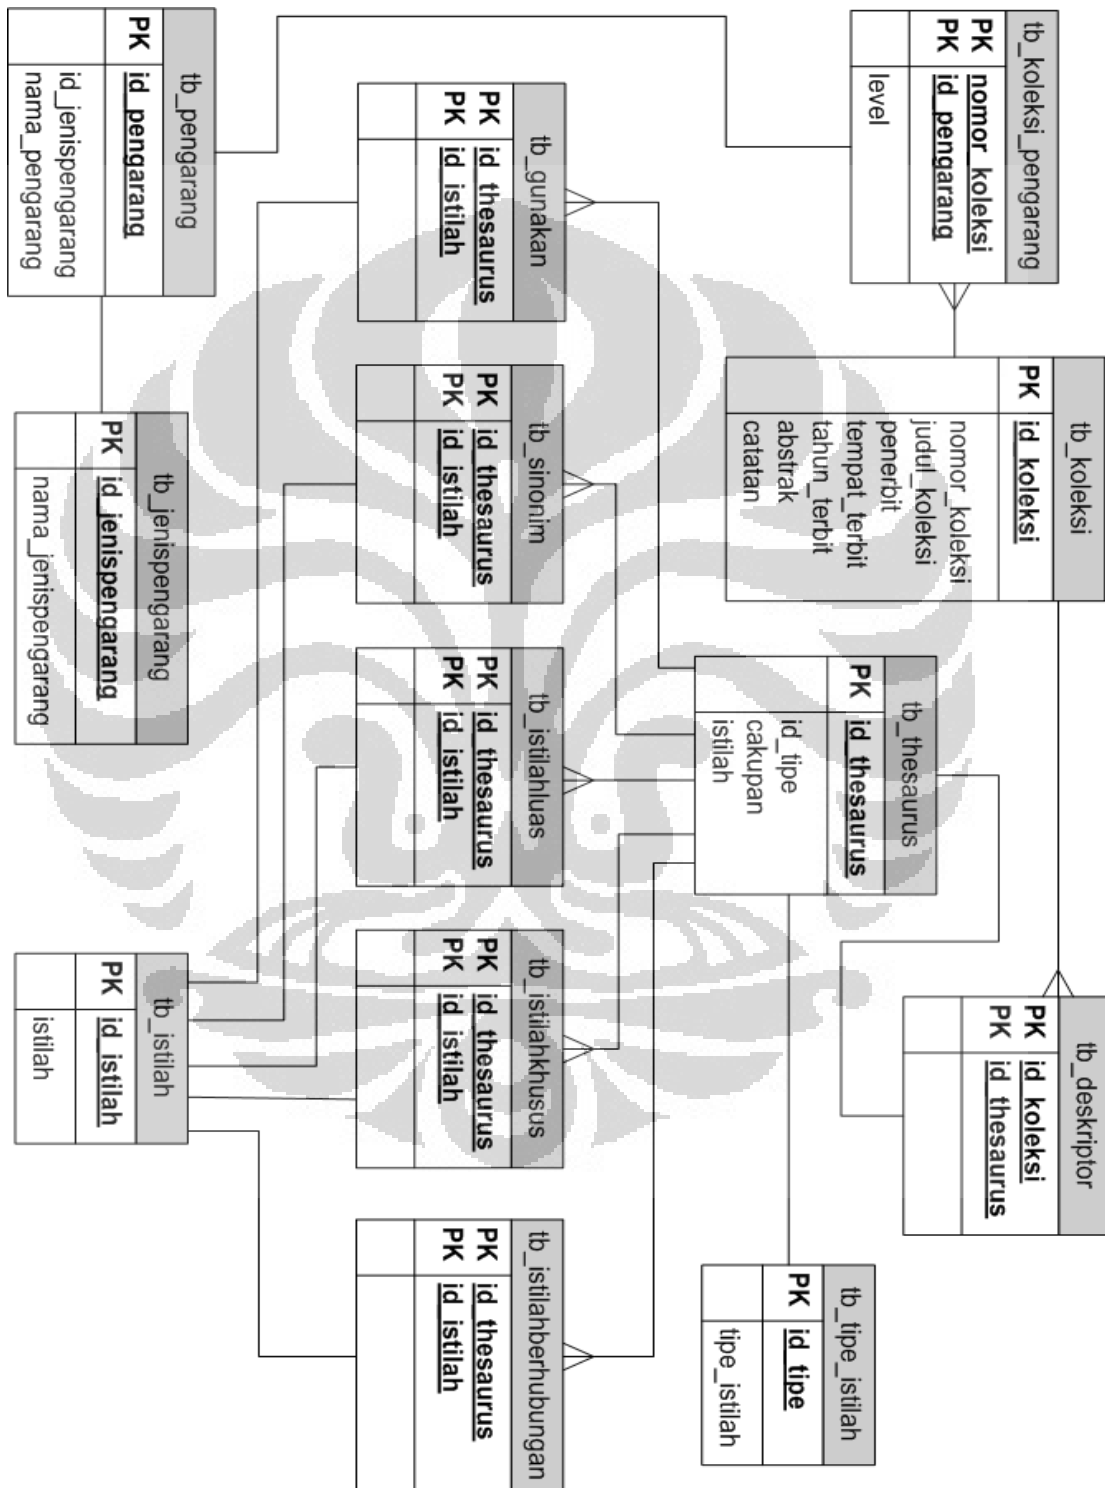 tb_koleksi_pengarang
PK nomor_koleksi
PK id_pengarang
level
tb_koleksi
PK id_koleksi
nomor_koleksi
judul_koleksi
penerbit
tempat_terbit
tahun_terbit
abstrak
catatan
tb_deskriptor
PK id_koleksi
PK id_thesaurus
tb_thesaurus
PK id_thesaurus
id_tipe
cakupan
istilah
tb_tipe_istilah
PK id_tipe
tipe_istilah
tb_gunakan
PK id_thesaurus
PK id_istilah
tb_sinonim
PK id_thesaurus
PK id_istilah
tb_istilahluas
PK id_thesaurus
PK id_istilah
tb_istilahkhusus
PK id_thesaurus
PK id_istilah
tb_istilahberhubungan
PK id_thesaurus
PK id_istilah
tb_pengarang
PK id_pengarang
id_jenispengarang
nama_pengarang
tb_jenispengarang
PK id_jenispengarang
nama_jenispengarang
tb_istilah
PK id_istilah
istilah